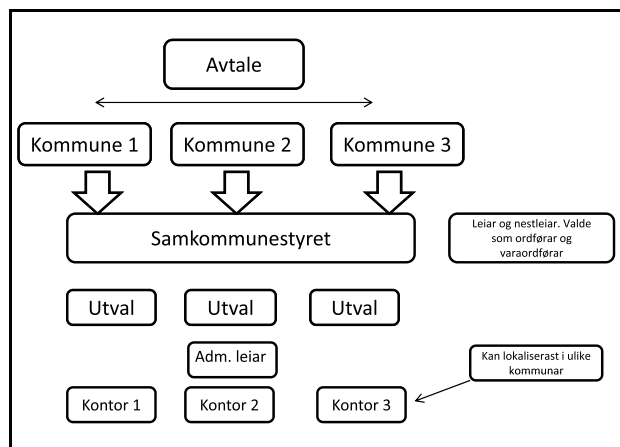 Avtale
Kommune 1
Kommune 2
Kommune 3
Samkommunestyret
Leiar og nestleiar. Valde
som ordførar og
varaordførar
Utval
Utval
Utval
Adm. leiar
Kan lokaliserast i ulike
kommunar
Kontor 1
Kontor 2
Kontor 3